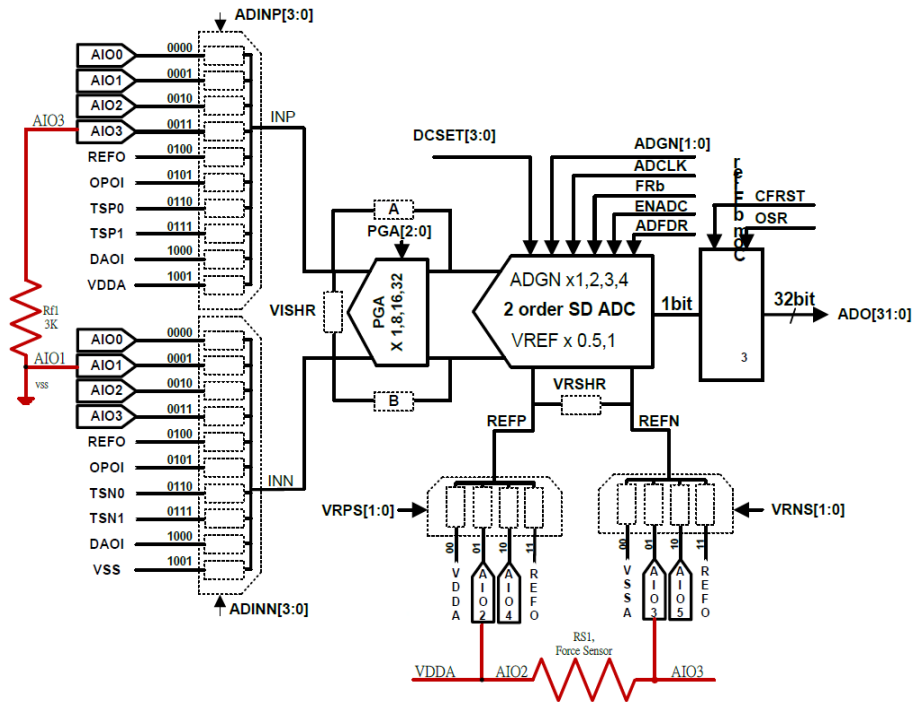 ADINP[3:0]
AIO0 0000
AIO1 0001
AIO2 0010
AIO3 AIO3 0011
REFO 0100
OPOI 0101
TSP0 0110
TSP1 0111
DAOI 1000
VDDA 1001
INP
Rf1
3K
AIO1
VSS
AIO0 0000
AIO1 0001
AIO2 0010
AIO3 0011
REFO 0100
OPOI 0101
TSN0 0110
TSN1 0111
DAOI 1000
VSS 1001
INN
ADINN[3:0]
A
PGA[2:0]
VISHR
PGA
X 1,8,16,32
B
DCSET[3:0]
ADGN[1:0]
ADCLK
FRb
ENADC
ADFDR
ADGN x1,2,3,4
2 order SD ADC
VREF x 0.5,1
1bit
CombFilter
CFRST
OSR
3
32bit
ADO[31:0]
VRSHR
REFP
REFN
VRPS[1:0]
00 01 10 11
VDDA AIO2 AIO4 REFO
VRNS[1:0]
00 01 10 11
VSSA AIO3 AIO5 REFO
RS1,
Force Sensor
VDDA AIO2 AIO3